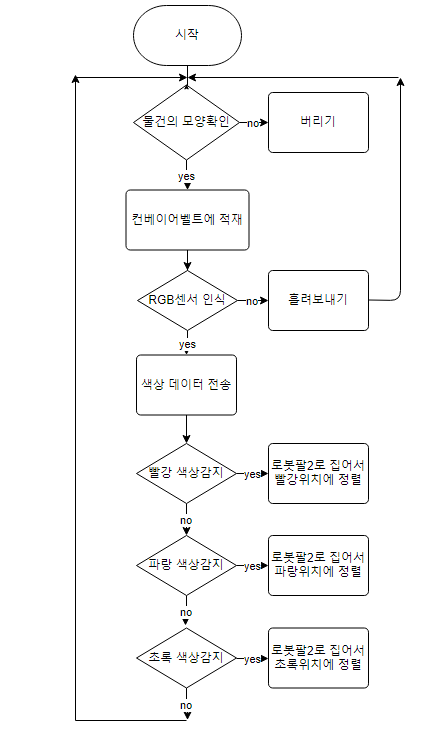 시작
물건의 모양확인
no
버리기
yes
컨베이어벨트에 적재
RGB센서 인식
no
흘려보내기
yes
색상 데이터 전송
빨강 색상감지
yes
로봇팔2로 집어서
빨강위치에 정렬
no
파랑 색상감지
yes
로봇팔2로 집어서
파랑위치에 정렬
no
초록 색상감지
yes
로봇팔2로 집어서
초록위치에 정렬
no